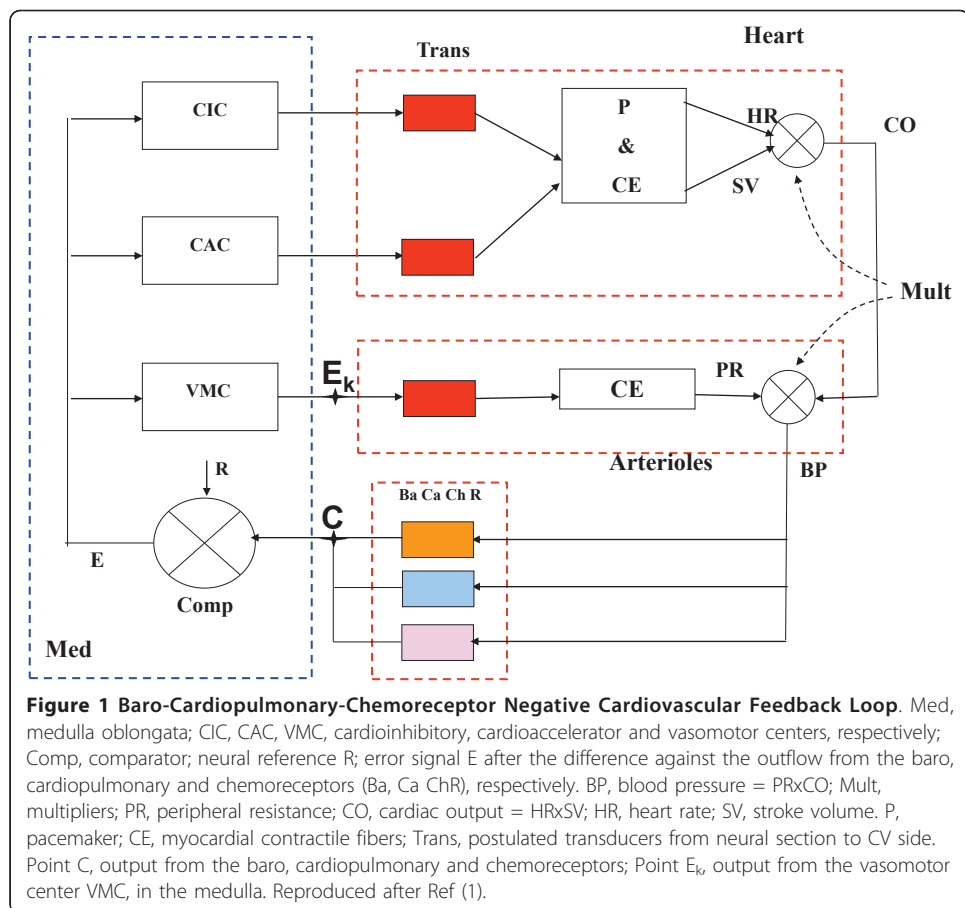 Heart
Trans
CIC
P
&
CE
HR
SV
CO
CAC
Mult
VMC
Eₖ
CE
PR
Arterioles
BP
R
Ba Ca Ch R
C
E
Comp
Med
Figure 1 Baro-Cardiopulmonary-Chemoreceptor Negative Cardiovascular Feedback Loop. Med,
medulla oblongata; CIC, CAC, VMC, cardioinhibitory, cardioaccelerator and vasomotor centers, respectively;
Comp, comparator; neural reference R; error signal E after the difference against the outflow from the baro,
cardiopulmonary and chemoreceptors (Ba, Ca ChR), respectively. BP, blood pressure = PRxCO; Mult,
multipliers; PR, peripheral resistance; CO, cardiac output = HRxSV; HR, heart rate; SV, stroke volume. P,
pacemaker; CE, myocardial contractile fibers; Trans, postulated transducers from neural section to CV side.
Point C, output from the baro, cardiopulmonary and chemoreceptors; Point Eₖ, output from the vasomotor
center VMC, in the medulla. Reproduced after Ref (1).